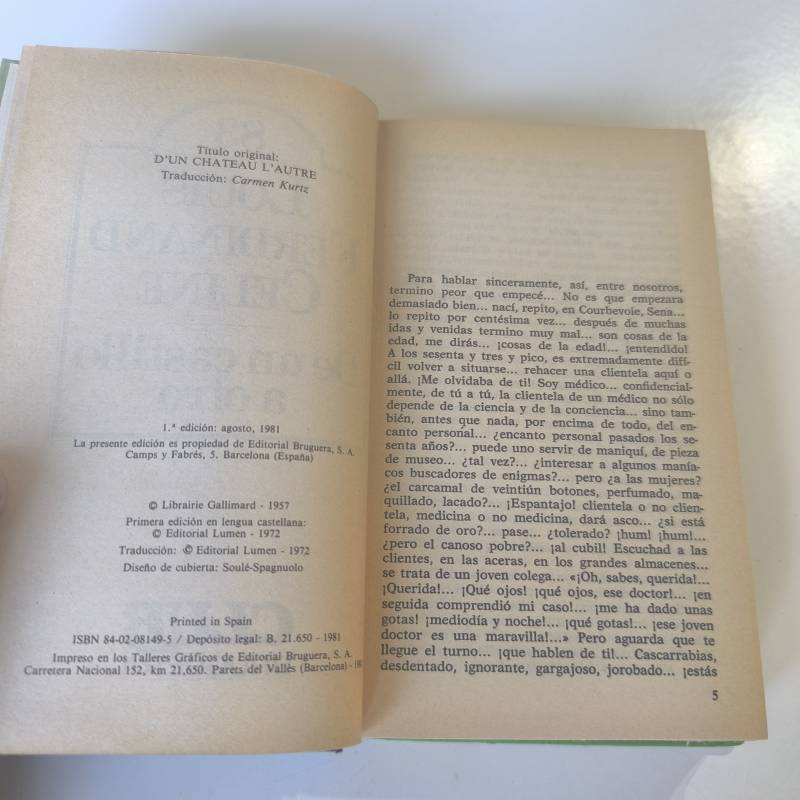 Título original:
D'UN CHATEAU L'AUTRE
Traducción: Carmen Kurtz
1.ª edición: agosto, 1981
La presente edición es propiedad de Editorial Bruguera, S. A.
Camps y Fabrés, 5. Barcelona (España)
© Librairie Gallimard - 1957
Primera edición en lengua castellana:
© Editorial Lumen - 1972
Traducción: © Editorial Lumen - 1972
Diseño de cubierta: Soulé-Spagnuolo
Printed in Spain
ISBN 84-02-08149-5 / Depósito legal: B. 21.650 - 1981
Impreso en los Talleres Gráficos de Editorial Bruguera, S. A.
Carretera Nacional 152, km 21,650. Parets del Vallès (Barcelona) -
Para hablar sinceramente, así, entre nosotros,
termino peor que empecé... No es que empezara
demasiado bien... nací, repito, en Courbevoie, Sena...
lo repito por centésima vez... después de muchas
idas y venidas termino muy mal... son cosas de la
edad, me dirás... ¡cosas de la edad!... ¡entendido!
A los sesenta y tres y pico, es extremadamente difí-
cil volver a situarse... rehacer una clientela aquí o
allá. ¡Me olvidaba de ti! Soy médico... confidencial-
mente, de tú a tú, la clientela de un médico no sólo
depende de la ciencia y de la conciencia... sino tam-
bién, antes que nada, por encima de todo, del en-
canto personal... ¿encanto personal pasados los se-
senta años?... puede uno servir de maniquí, de pieza
de museo... ¿tal vez?... ¿interesar a algunos manía-
cos buscadores de enigmas?... pero ¿a las mujeres?
¿el carcamal de veintiún botones, perfumado, ma-
quillado, lacado?... ¡Espantajo! clientela o no clien-
tela, medicina o no medicina, dará asco... ¿si está
forrado de oro?... pase... ¿tolerado? ¡hum! ¡hum!...
¿pero el canoso pobre?... ¡al cubil! Escuchad a las
clientes, en las aceras, en los grandes almacenes...
se trata de un joven colega... «¡Oh, sabes, querida!...
¡Querida!... ¡Qué ojos! ¡qué ojos, ese doctor!... ¡en
seguida comprendió mi caso!... ¡me ha dado unas
gotas! ¡mediodía y noche!... ¡qué gotas!... ¡ese joven
doctor es una maravilla!...» Pero aguarda que te
llegue el turno... ¡que hablen de ti!... Cascarrabias,
desdentado, ignorante, gargajoso, jorobado... ¡estás
5